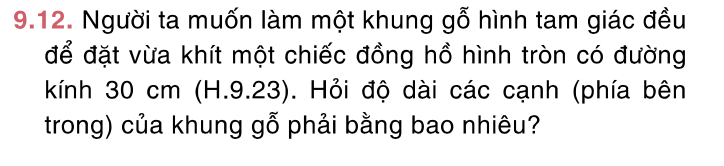 9.12. Người ta muốn làm một khung gỗ hình tam giác đều
để đặt vừa khít một chiếc đồng hồ hình tròn có đường
kính 30 cm (H.9.23). Hỏi độ dài các cạnh (phía bên
trong) của khung gỗ phải bằng bao nhiêu?